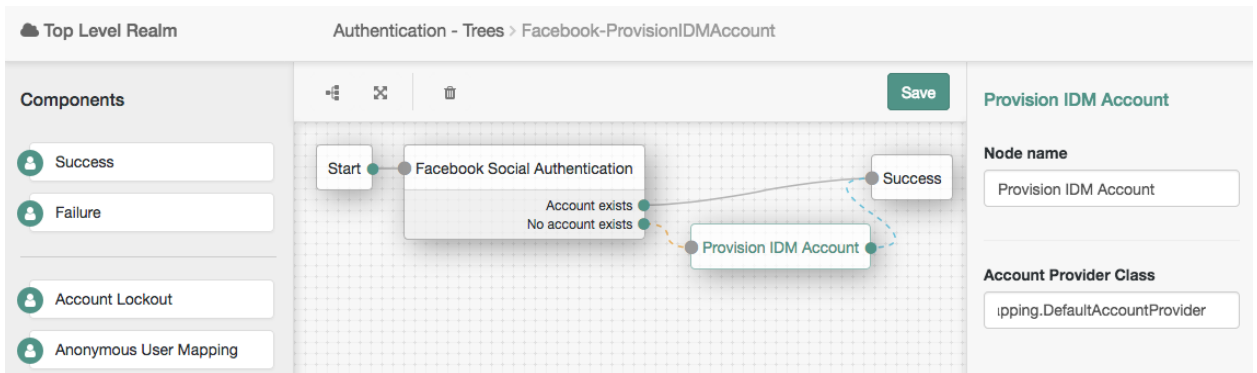 Top Level Realm
Authentication - Trees > Facebook-ProvisionIDMAccount
Components
Success
Failure
Account Lockout
Anonymous User Mapping
Save
Start
Facebook Social Authentication
Account exists
No account exists
Success
Provision IDM Account
Provision IDM Account
Node name
Provision IDM Account
Account Provider Class
apping.DefaultAccountProvider